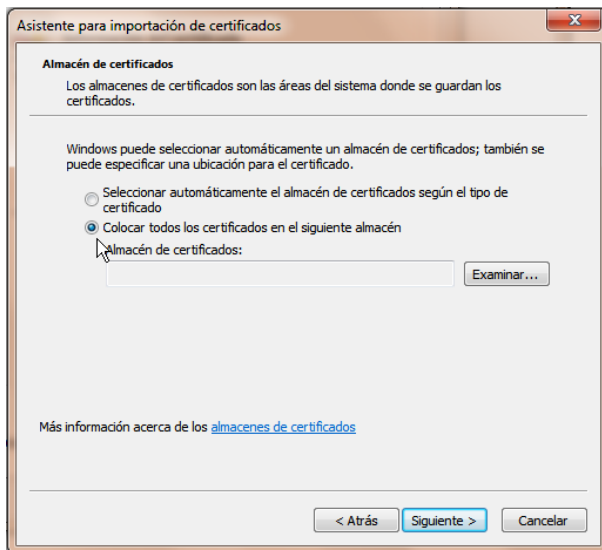 Asistente para importación de certificados
Almacén de certificados
Los almacenes de certificados son las áreas del sistema donde se guardan los
certificados.
Windows puede seleccionar automáticamente un almacén de certificados; también se
puede especificar una ubicación para el certificado.
Seleccionar automáticamente el almacén de certificados según el tipo de
certificado
Colocar todos los certificados en el siguiente almacén
Almacén de certificados:
Examinar...
Más información acerca de los almacenes de certificados
< Atrás Siguiente > Cancelar